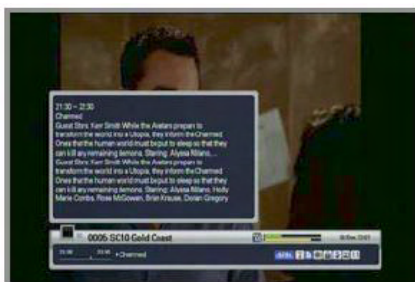 21:30 ~ 22:30
Charmed
Guest Stars: Kerr Smith While the Avatars prepare to
transform the world into a Utopia, they inform the Charmed
Ones that the human world must be put to sleep so that they
can kill any remaining demons. Starring: Alyssa Milano, ...
Guest Stars: Kerr Smith While the Avatars prepare to
transform the world into a Utopia, they inform the Charmed
Ones that the human world must be put to sleep so that they
can kill any remaining demons. Starring: Alyssa Milano, Holly
Marie Combs, Rose McGowan, Brian Krause, Dorian Gregory
0005 SC10 Gold Coast
Charmed